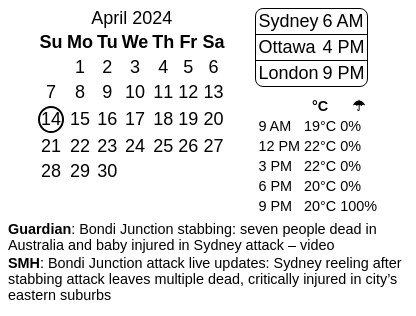 April 2024
Su Mo Tu We Th Fr Sa
1 2 3 4 5 6
7 8 9 10 11 12 13
14 15 16 17 18 19 20
21 22 23 24 25 26 27
28 29 30
Sydney 6 AM
Ottawa 4 PM
London 9 PM
°C ☂
9 AM 19°C 0%
12 PM 22°C 0%
3 PM 22°C 0%
6 PM 20°C 0%
9 PM 20°C 100%
Guardian: Bondi Junction stabbing: seven people dead in
Australia and baby injured in Sydney attack – video
SMH: Bondi Junction attack live updates: Sydney reeling after
stabbing attack leaves multiple dead, critically injured in city's
eastern suburbs